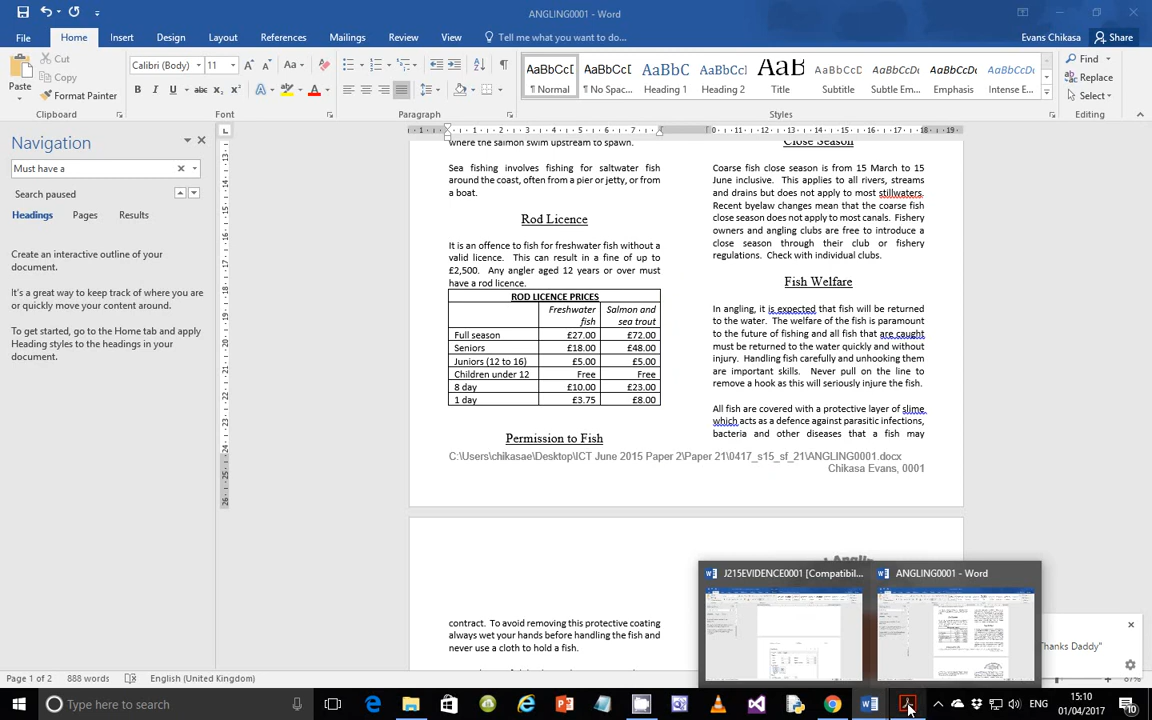 ANGLING0001 - Word
File
Home
Insert
Design
Layout
References
Mailings
Review
View
Tell me what you want to do...
Evans Chikasa
Share
Paste
Cut
Copy
Format Painter
Calibri (Body)
11
AaBbCcDd
AaBbCcDd
AaBbC
AaBbCcD
AaB
AaBbCcD
AaBbCcDd
AaBbCcDd
AaBbCcDd
¶ Normal
¶ No Spac...
Heading 1
Heading 2
Title
Subtitle
Subtle Em...
Emphasis
Intense E...
Find
Replace
Select
Clipboard
Font
Paragraph
Styles
Editing
Navigation
Must have a
Search paused
Headings
Pages
Results
Create an interactive outline of your
document.
It's a great way to keep track of where you are
or quickly move your content around.
To get started, go to the Home tab and apply
Heading styles to the headings in your
document.
where the salmon swim upstream to spawn.
Sea fishing involves fishing for saltwater fish
around the coast, often from a pier or jetty, or from
a boat.
Rod Licence
It is an offence to fish for freshwater fish without a
valid licence. This can result in a fine of up to
£2,500. Any angler aged 12 years or over must
have a rod licence.
ROD LICENCE PRICES
Freshwater fish Salmon and sea trout
Full season £27.00 £72.00
Seniors £18.00 £48.00
Juniors (12 to 16) £5.00 £5.00
Children under 12 Free Free
8 day £10.00 £23.00
1 day £3.75 £8.00
Permission to Fish
Close Season
Coarse fish close season is from 15 March to 15
June inclusive. This applies to all rivers, streams
and drains but does not apply to most stillwaters.
Recent byelaw changes mean that the coarse fish
close season does not apply to most canals. Fishery
owners and angling clubs are free to introduce a
close season through their club or fishery
regulations. Check with individual clubs.
Fish Welfare
In angling, it is expected that fish will be returned
to the water. The welfare of the fish is paramount
to the future of fishing and all fish that are caught
must be returned to the water quickly and without
injury. Handling fish carefully and unhooking them
are important skills. Never pull on the line to
remove a hook as this will seriously injure the fish.
All fish are covered with a protective layer of slime
which acts as a defence against parasitic infections,
bacteria and other diseases that a fish may
C:\Users\chikasae\Desktop\ICT June 2015 Paper 2\Paper 21\0417_s15_sf_21\ANGLING0001.docx
Chikasa Evans, 0001
contract. To avoid removing this protective coating
always wet your hands before handling the fish and
never use a cloth to hold a fish.
J215EVIDENCE0001 [Compatibil...
ANGLING0001 - Word
Thanks Daddy"
Page 1 of 2
888 words
English (United Kingdom)
87%
Type here to search
ENG
15:10
01/04/2017
10